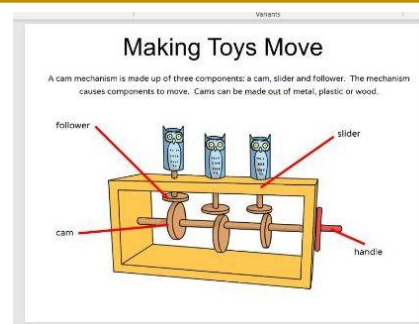 Variants
Making Toys Move
A cam mechanism is made up of three components: a cam, slider and follower. The mechanism
causes components to move. Cams can be made out of metal, plastic or wood.
follower
slider
cam
handle